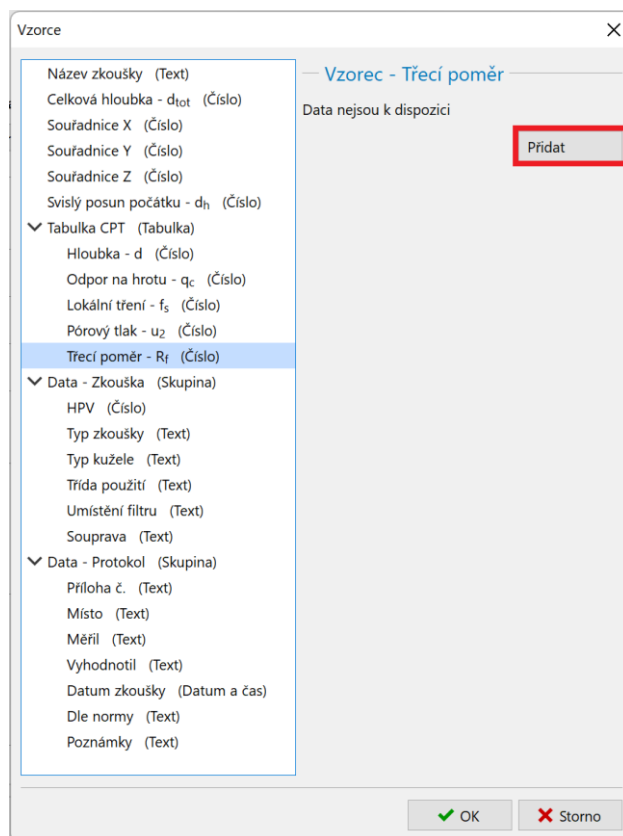 Vzorce
Název zkoušky (Text)
Celková hloubka - dtot (Číslo)
Souřadnice X (Číslo)
Souřadnice Y (Číslo)
Souřadnice Z (Číslo)
Svislý posun počátku - dh (Číslo)
Tabulka CPT (Tabulka)
Hloubka - d (Číslo)
Odpor na hrotu - qc (Číslo)
Lokální tření - fs (Číslo)
Pórový tlak - u2 (Číslo)
Třecí poměr - Rf (Číslo)
Data - Zkouška (Skupina)
HPV (Číslo)
Typ zkoušky (Text)
Typ kužele (Text)
Třída použití (Text)
Umístění filtru (Text)
Souprava (Text)
Data - Protokol (Skupina)
Příloha č. (Text)
Místo (Text)
Měřil (Text)
Vyhodnotil (Text)
Datum zkoušky (Datum a čas)
Dle normy (Text)
Poznámky (Text)
Vzorec - Třecí poměr
Data nejsou k dispozici
Přidat
OK
Storno